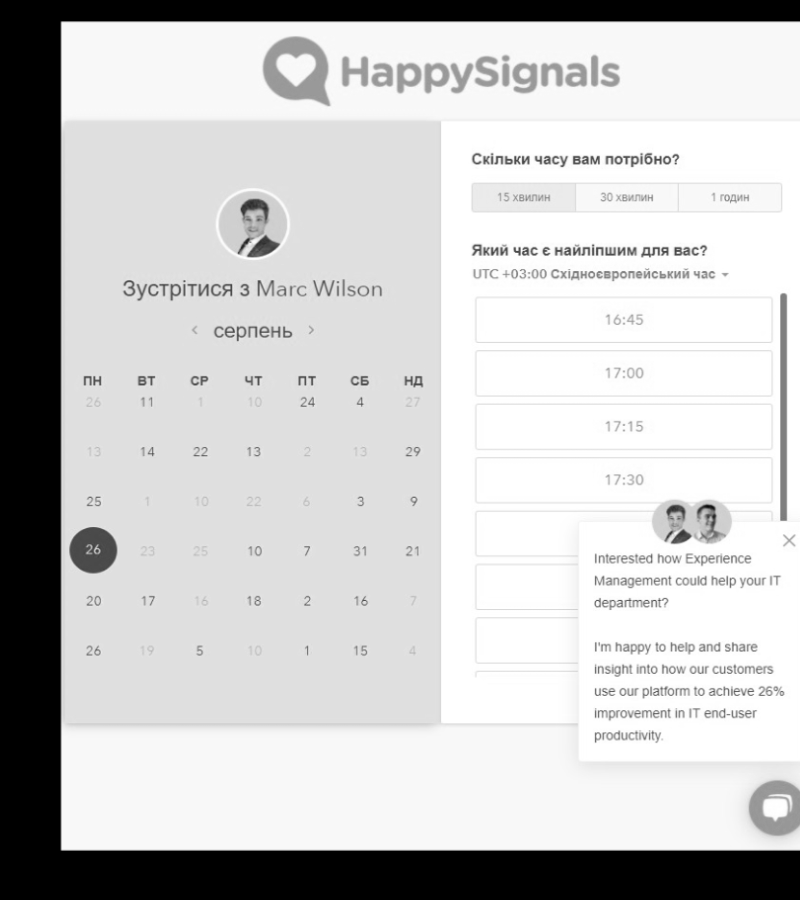 HappySignals
Зустрітися з Marc Wilson
серпень
ПН ВТ СР ЧТ ПТ СБ НД
26 11 1 10 24 4 27
13 14 22 13 2 13 29
25 1 10 22 6 3 9
26 23 25 10 7 31 21
20 17 16 18 2 16 7
26 19 5 10 1 15 4
Скільки часу вам потрібно?
15 хвилин 30 хвилин 1 годин
Який час є найліпшим для вас?
UTC +03:00 Східноєвропейський час
16:45
17:00
17:15
17:30
Interested how Experience
Management could help your IT
department?
I'm happy to help and share
insight into how our customers
use our platform to achieve 26%
improvement in IT end-user
productivity.